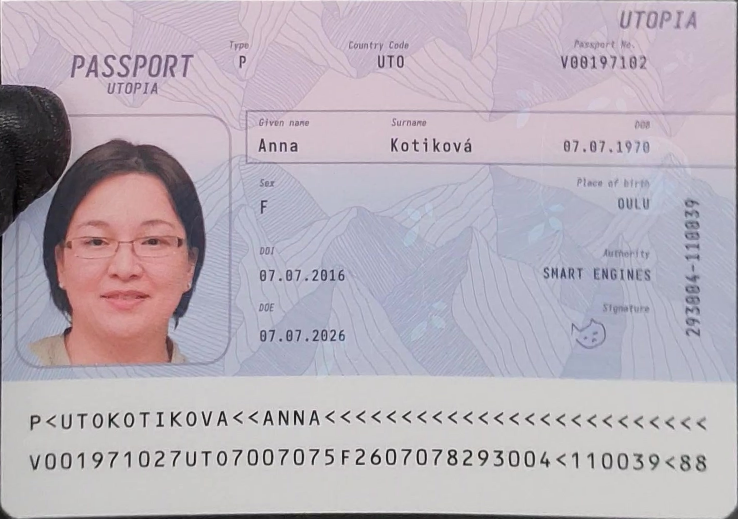 UTOPIA
PASSPORT
UTOPIA
Type
P
Country Code
UTO
Passport No.
V00197102
Given name
Anna
Surname
Kotiková
DOB
07.07.1970
Sex
F
Place of birth
OULU
DOI
07.07.2016
Authority
SMART ENGINES
DOE
07.07.2026
Signature
293004-110039
P<UTOKOTIKOVA<<ANNA<<<<<<<<<<<<<<<<<<<<<<<<<
V001971027UTO7007075F2607078293004<110039<88